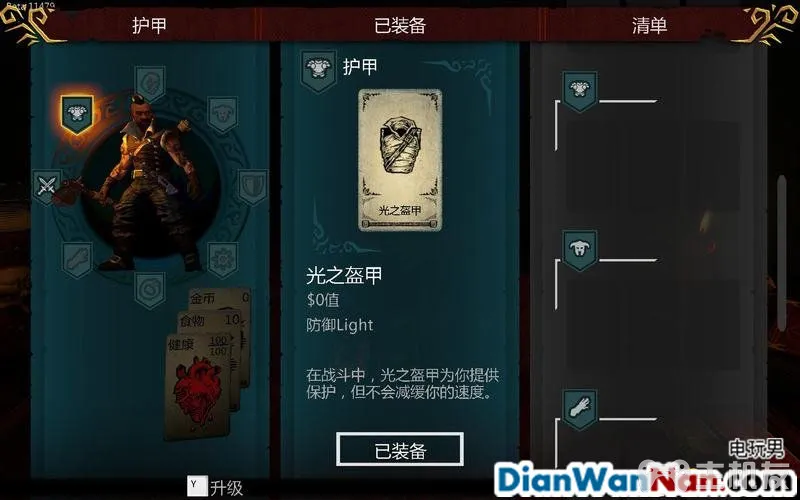 Beta11479
护甲
已装备
清单
护甲
光之盔甲
光之盔甲
$0值
防御Light
在战斗中，光之盔甲为你提供
保护，但不会减缓你的速度。
已装备
金币 0
食物 10
健康 100
100
Y 升级
电玩男
DianWanNan.com